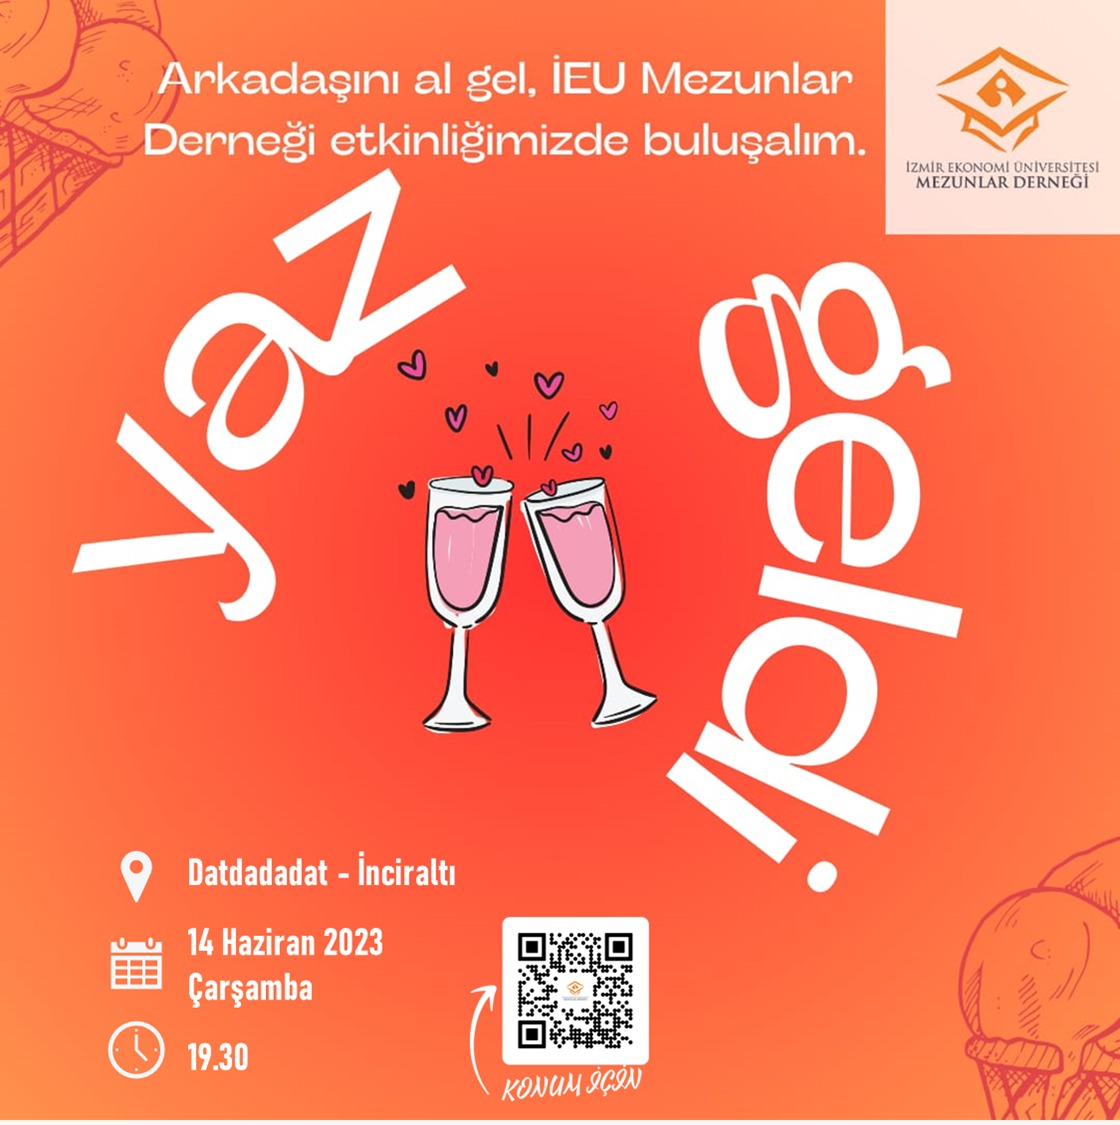 Arkadaşını al gel, İEU Mezunlar
Derneği etkinliğimizde buluşalım.
İZMİR EKONOMİ ÜNİVERSİTESİ
MEZUNLAR DERNEĞİ
yaz
geldi!
Datdadadat - İnciraltı
14 Haziran 2023
Çarşamba
19.30
KONUM İÇİN